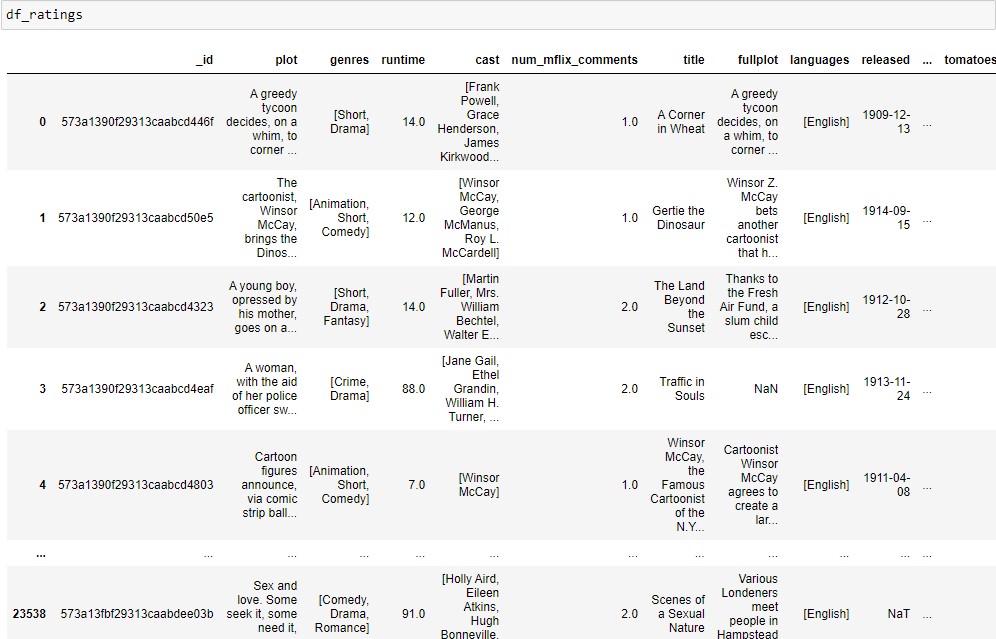 df_ratings
_id plot genres runtime cast num_mflix_comments title fullplot languages released ... tomatoes
0 573a1390f29313caabcd446f A greedy tycoon decides, on a whim, to corner ... [Short, Drama] 14.0 [Frank Powell, Grace Henderson, James Kirkwood... 1.0 A Corner in Wheat A greedy tycoon decides, on a whim, to corner ... [English] 1909-12-13 ...
1 573a1390f29313caabcd50e5 The cartoonist, Winsor McCay, brings the Dinos... [Animation, Short, Comedy] 12.0 [Winsor McCay, George McManus, Roy L. McCardell] 1.0 Gertie the Dinosaur Winsor Z. McCay bets another cartoonist that h... [English] 1914-09-15 ...
2 573a1390f29313caabcd4323 A young boy, opressed by his mother, goes on a... [Short, Drama, Fantasy] 14.0 [Martin Fuller, Mrs. William Bechtel, Walter E... 2.0 The Land Beyond the Sunset Thanks to the Fresh Air Fund, a slum child esc... [English] 1912-10-28 ...
3 573a1390f29313caabcd4eaf A woman, with the aid of her police officer sw... [Crime, Drama] 88.0 [Jane Gail, Ethel Grandin, William H. Turner, ... 2.0 Traffic in Souls NaN [English] 1913-11-24 ...
4 573a1390f29313caabcd4803 Cartoon figures announce, via comic strip ball... [Animation, Short, Comedy] 7.0 [Winsor McCay] 1.0 Winsor McCay, the Famous Cartoonist of the N.Y... Cartoonist Winsor McCay agrees to create a lar... [English] 1911-04-08 ...
... ... ... ... ... ... ... ... ... ... ... ...
23538 573a13fbf29313caabdee03b Sex and love. Some seek it, some need it, [Comedy, Drama, Romance] 91.0 [Holly Aird, Eileen Atkins, Hugh Bonneville, 2.0 Scenes of a Sexual Nature Various Londeners meet people in Hampstead [English] NaT ...